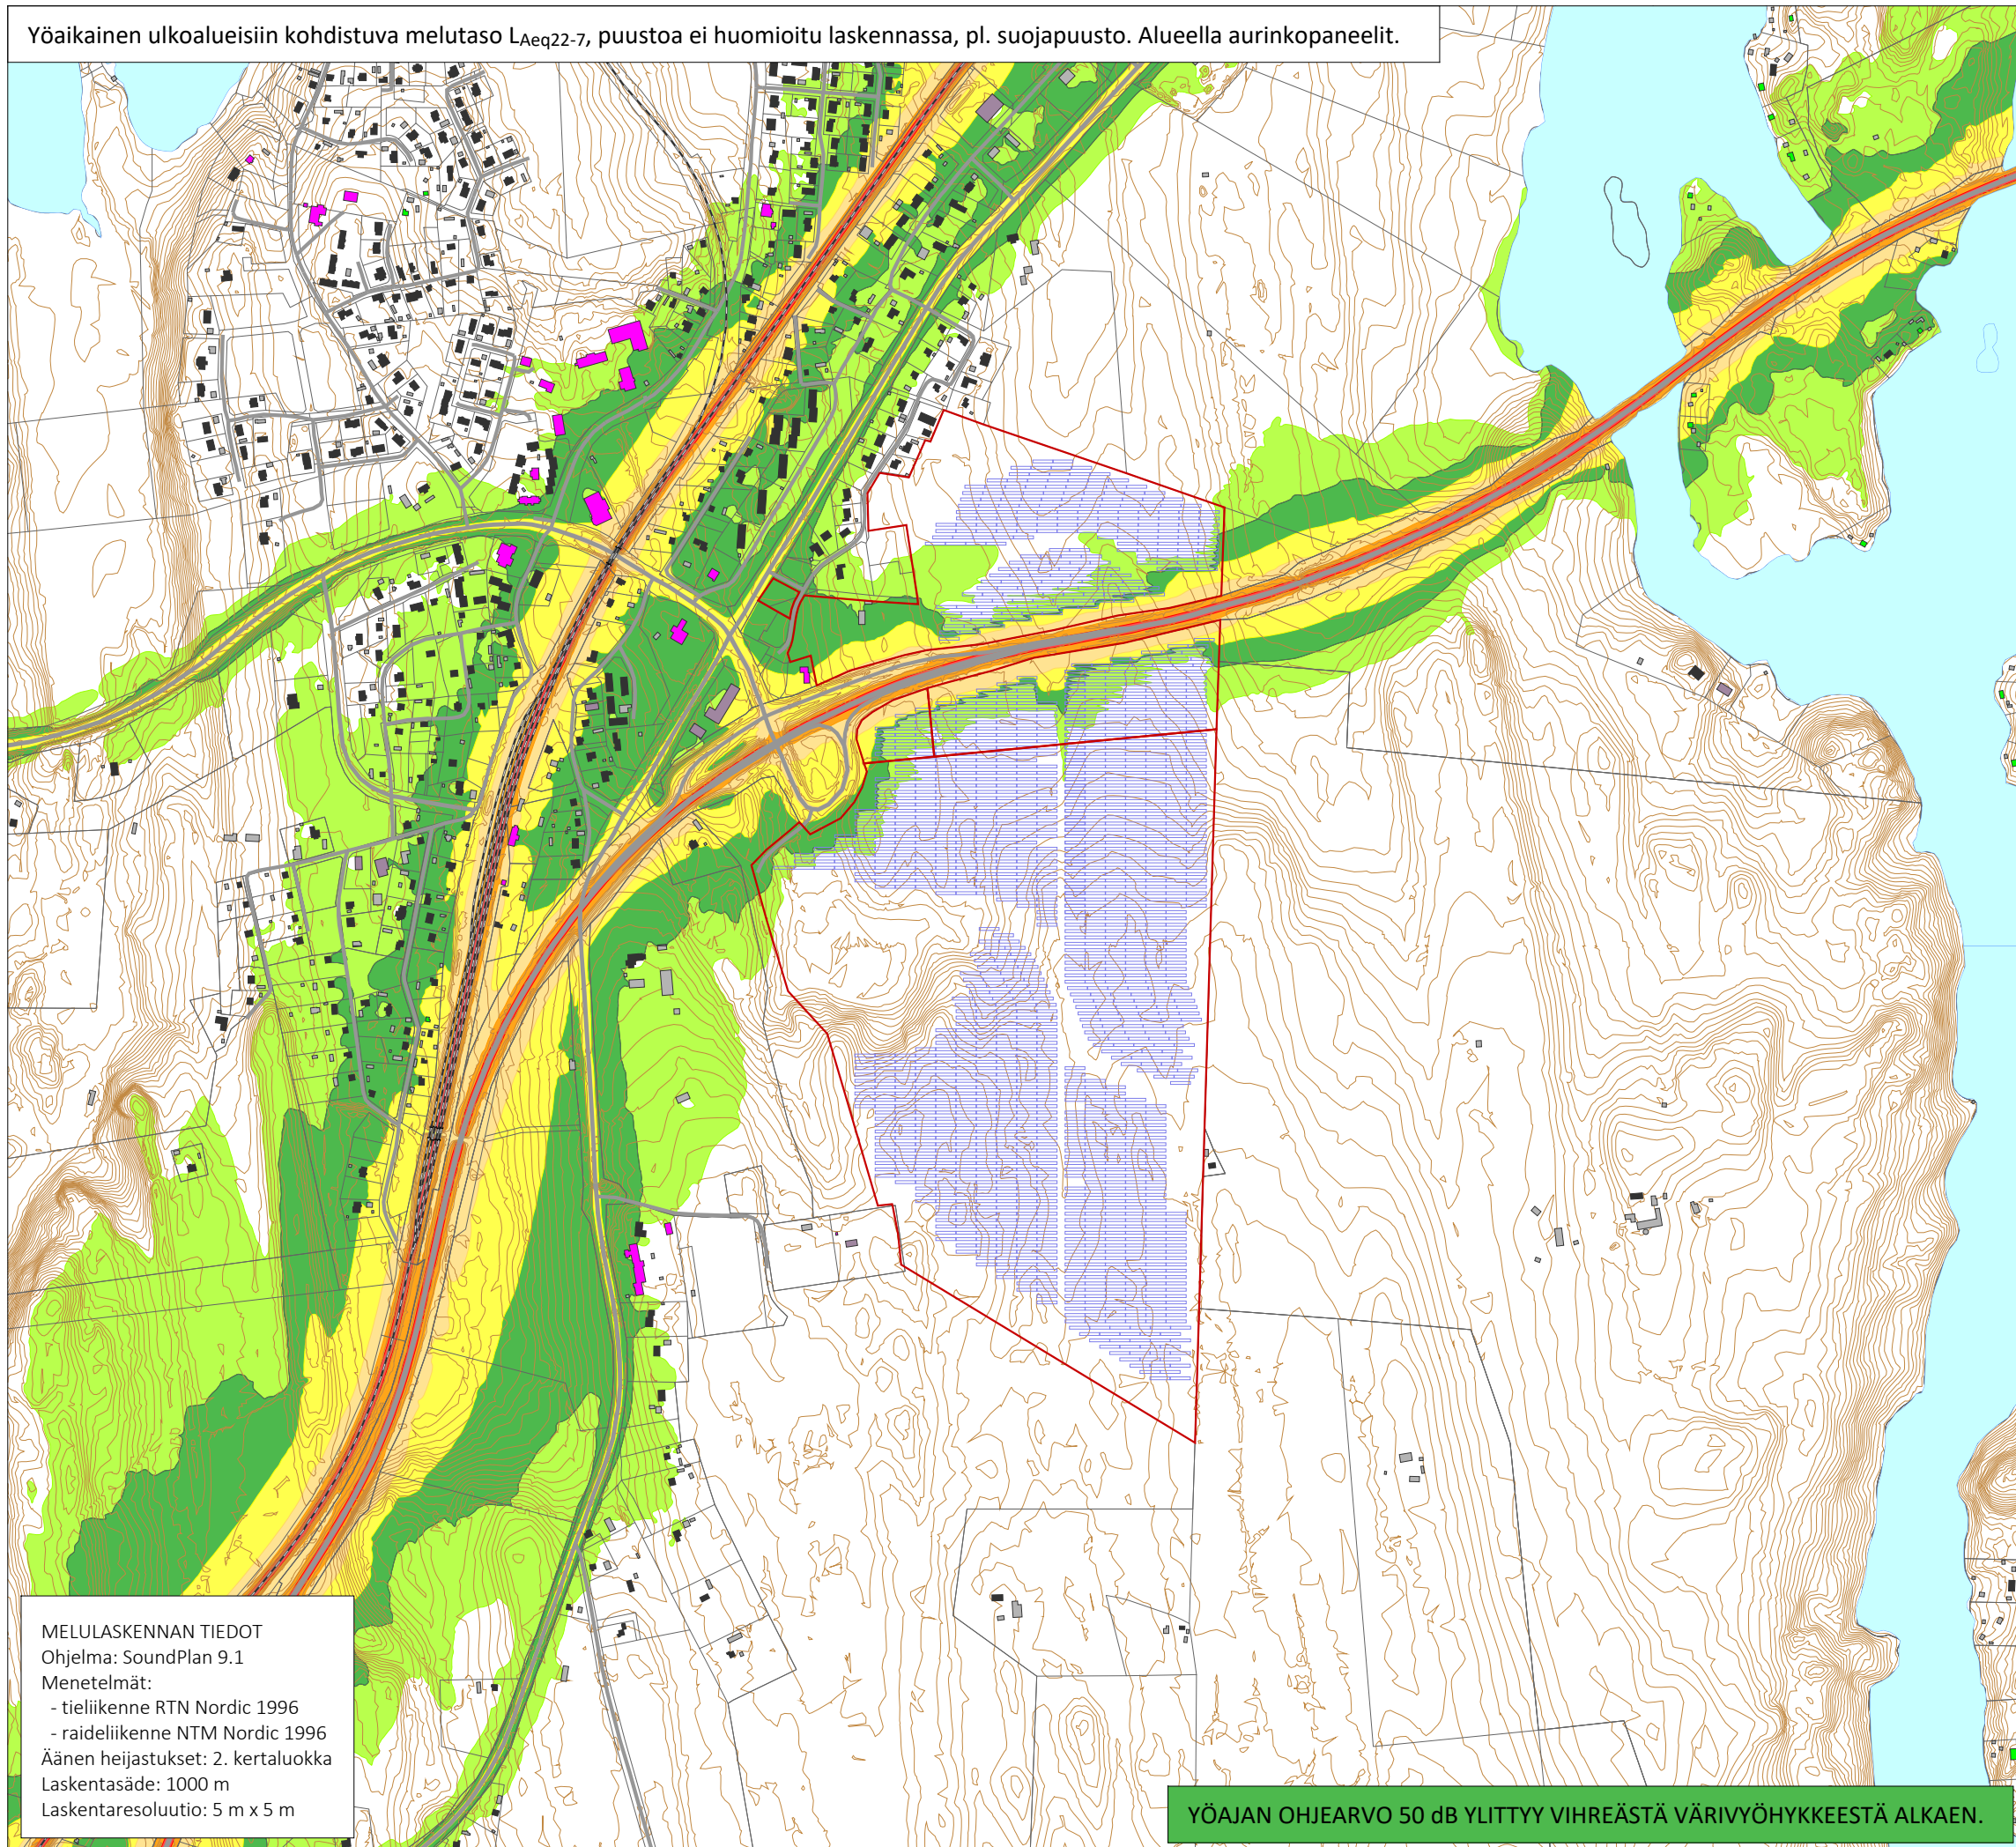 Yöaikainen ulkoalueisiin kohdistuva melutaso LAeq22-7, puustoa ei huomioitu laskennassa, pl. suojapuusto. Alueella aurinkopaneelit.
MELULASKENNAN TIEDOT
Ohjelma: SoundPlan 9.1
Menetelmät:
- tieliikenne RTN Nordic 1996
- raideliikenne NTM Nordic 1996
Äänen heijastukset: 2. kertaluokka
Laskentasäde: 1000 m
Laskentaresoluutio: 5 m x 5 m
YÖAJAN OHJEARVO 50 dB YLITTYY VIHREÄSTÄ VÄRIVYÖHYKKEESTÄ ALKAEN.